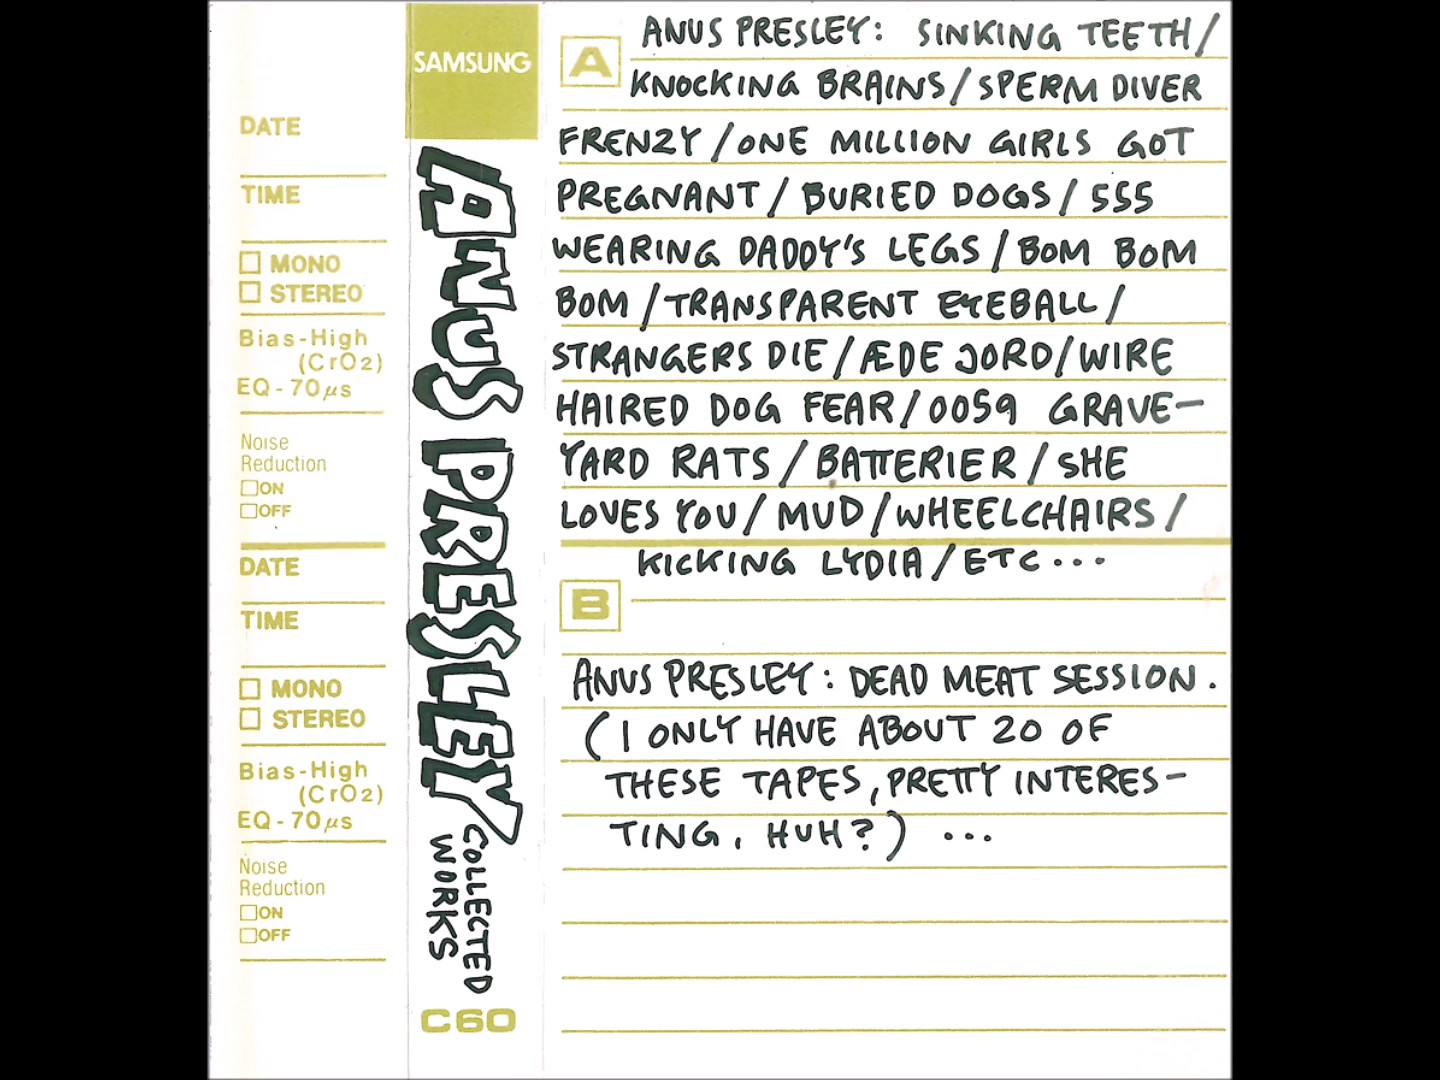 DATE
TIME
MONO
STEREO
Bias-High
(CrO2)
EQ - 70 µs
Noise
Reduction
ON
OFF
DATE
TIME
MONO
STEREO
Bias-High
(CrO2)
EQ - 70 µs
Noise
Reduction
ON
OFF
SAMSUNG
ANUS PRESLEY
COLLECTED
WORKS
C60
A
ANUS PRESLEY: SINKING TEETH/
KNOCKING BRAINS/SPERM DIVER
FRENZY/ONE MILLION GIRLS GOT
PREGNANT/BURIED DOGS/555
WEARING DADDY'S LEGS/BOM BOM
BOM/TRANSPARENT EYEBALL/
STRANGERS DIE/ÆDE JORD/WIRE
HAIRED DOG FEAR/0059 GRAVE-
YARD RATS/BATTERIER/SHE
LOVES YOU/MUD/WHEELCHAIRS/
KICKING LYDIA/ETC...
B
ANUS PRESLEY: DEAD MEAT SESSION.
(I ONLY HAVE ABOUT 20 OF
THESE TAPES, PRETTY INTERES-
TING, HUH?) ...